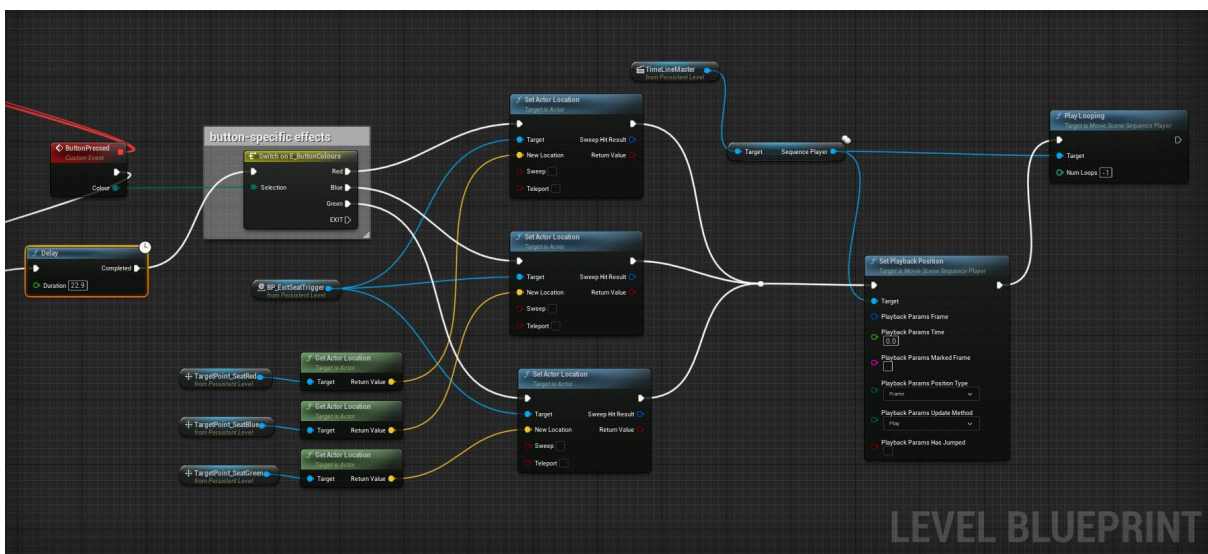 ButtonPressed
Custom Event
Colour
Delay
Completed
Duration 22.9
button-specific effects
Switch on E_ButtonColours
Red
Selection
Blue
Green
EXIT
BP_ExitSeatTrigger
from Persistent Level
TargetPoint_SeatRed
from Persistent Level
TargetPoint_SeatBlue
from Persistent Level
TargetPoint_SeatGreen
from Persistent Level
Get Actor Location
Target is Actor
Target Return Value
Get Actor Location
Target is Actor
Target Return Value
Get Actor Location
Target is Actor
Target Return Value
Set Actor Location
Target is Actor
Target Sweep Hit Result
New Location Return Value
Sweep
Teleport
Set Actor Location
Target is Actor
Target Sweep Hit Result
New Location Return Value
Sweep
Teleport
Set Actor Location
Target is Actor
Target Sweep Hit Result
New Location Return Value
Sweep
Teleport
TimeLineMaster
from Persistent Level
Target Sequence Player
Set Playback Position
Target is Movie Scene Sequence Player
Target
Playback Params Frame
Playback Params Time
0.0
Playback Params Marked Frame
Playback Params Position Type
Frame
Playback Params Update Method
Play
Playback Params Has Jumped
Play Looping
Target is Movie Scene Sequence Player
Target
Num Loops -1
LEVEL BLUEPRINT